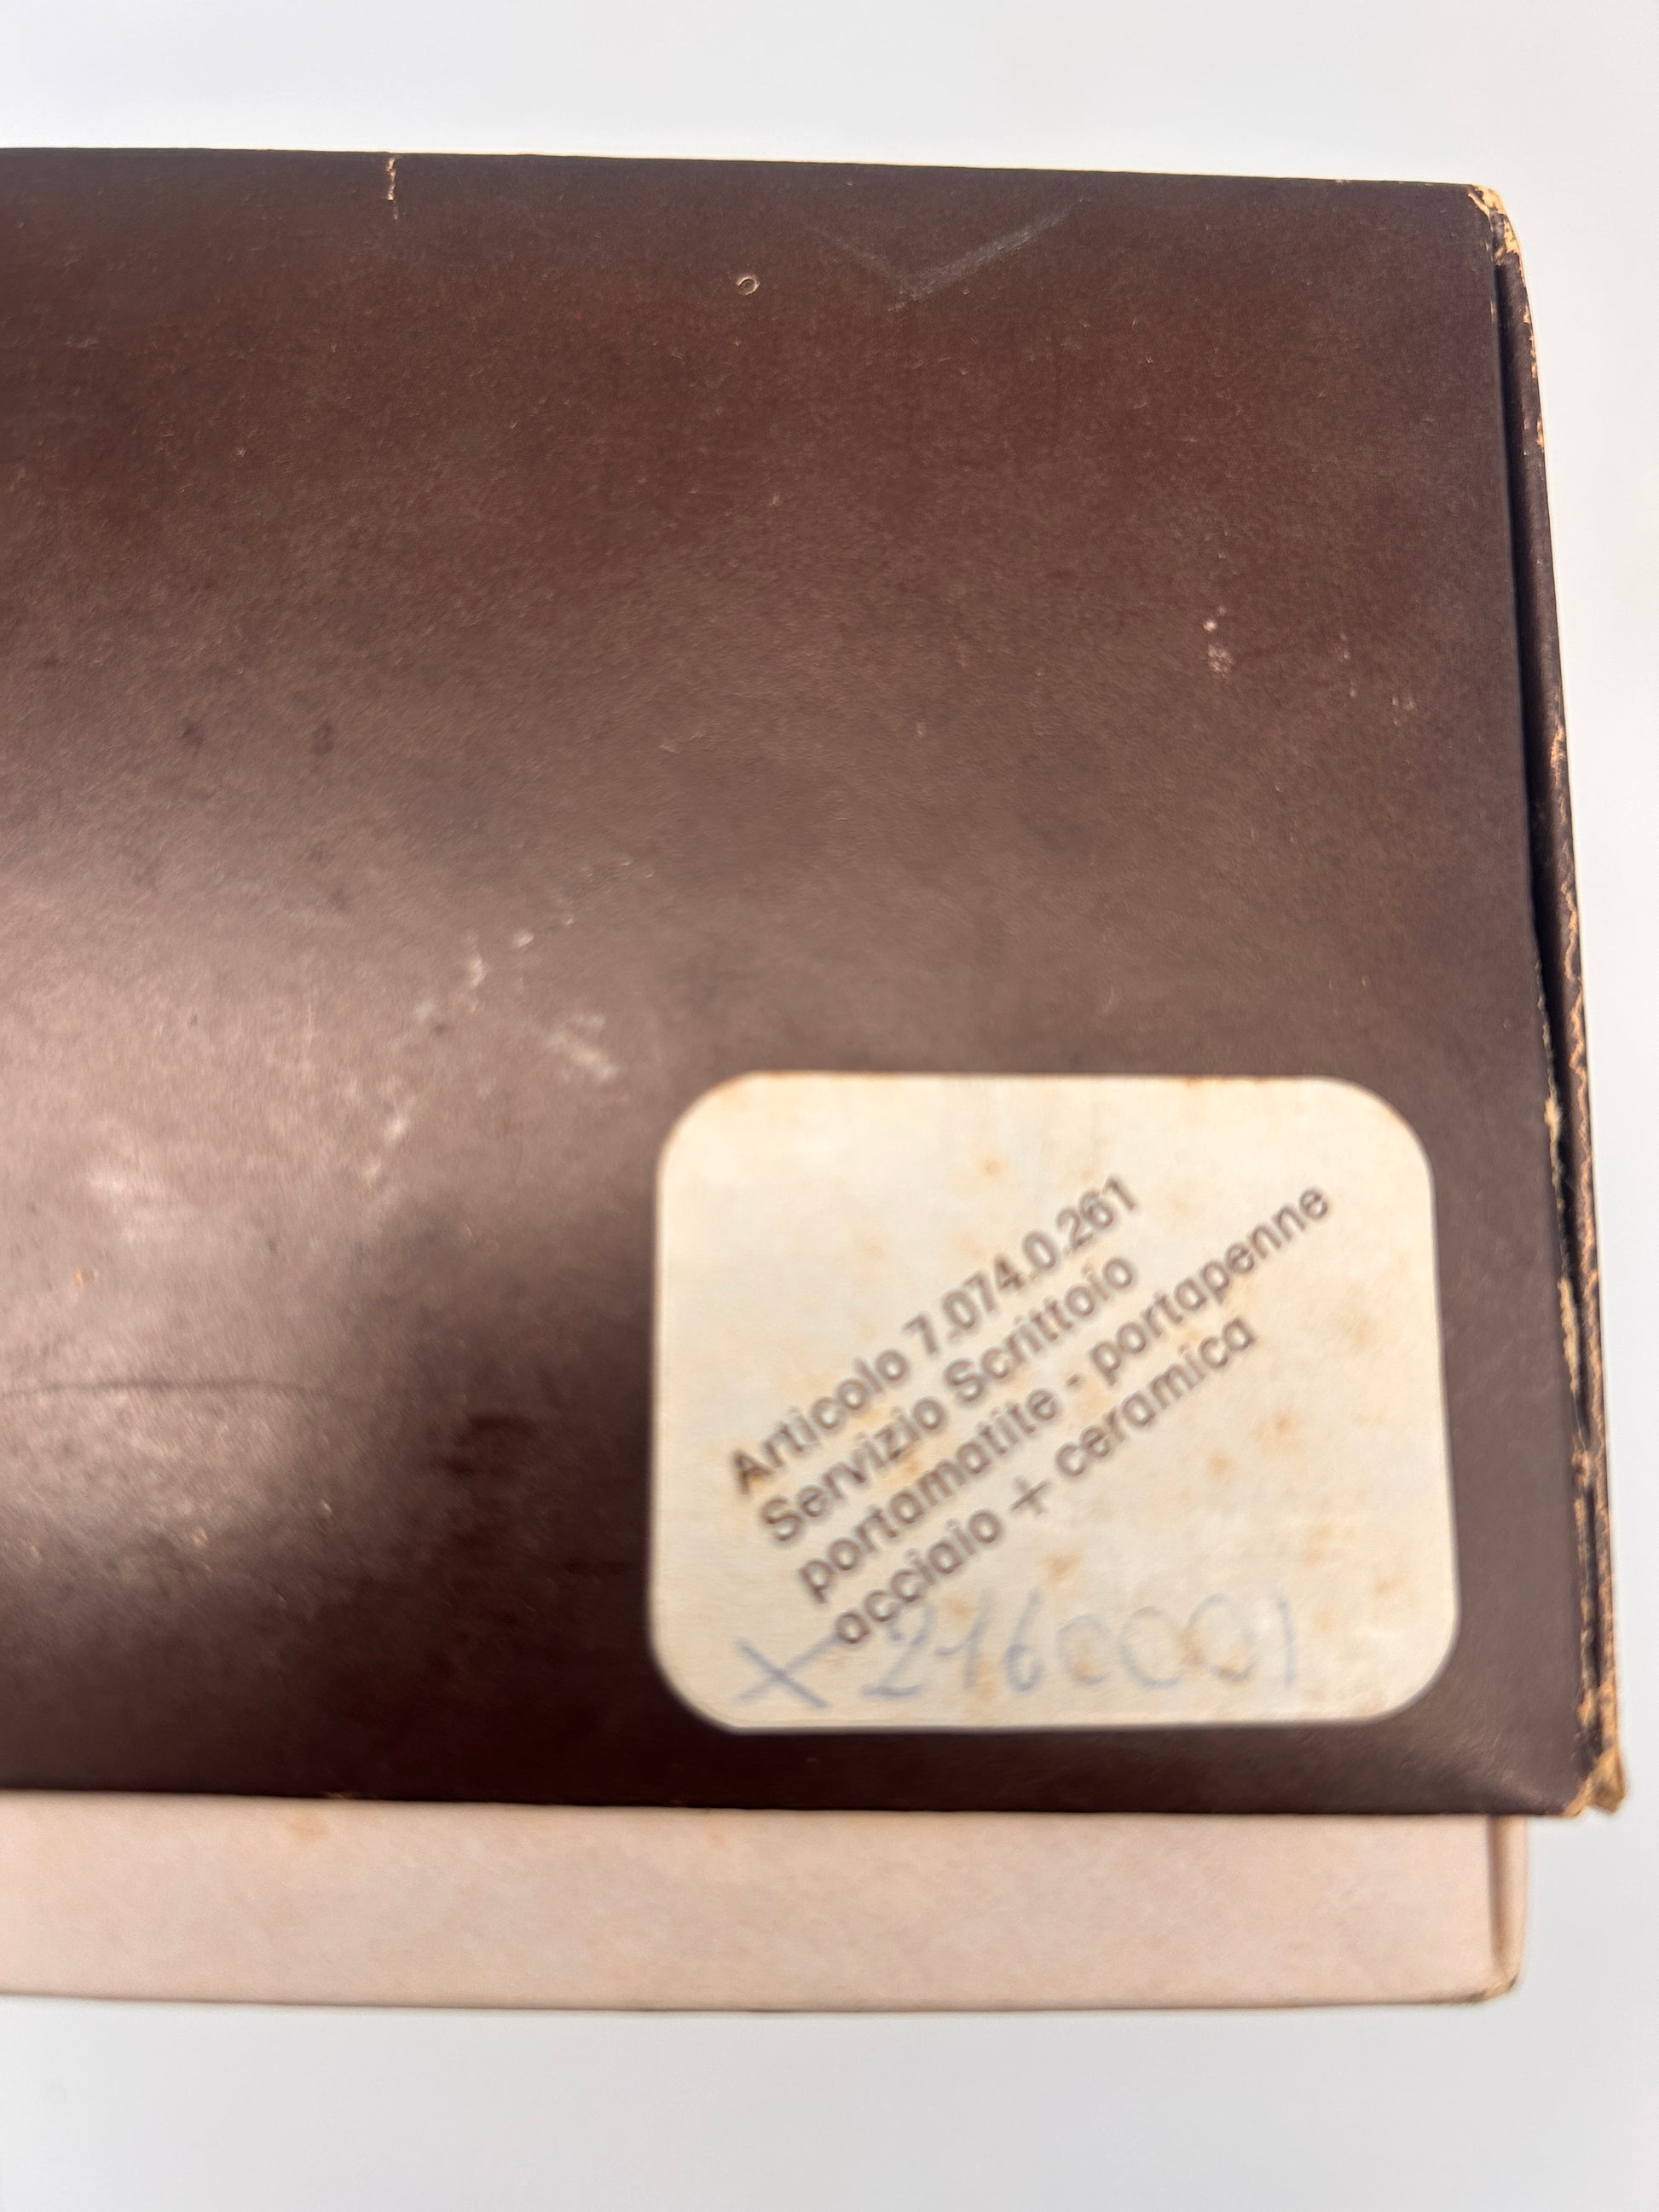 Articolo 7.074.0.261
Servizio Scrittoio
portamatite - portapenne
acciaio + ceramica
X 2160001